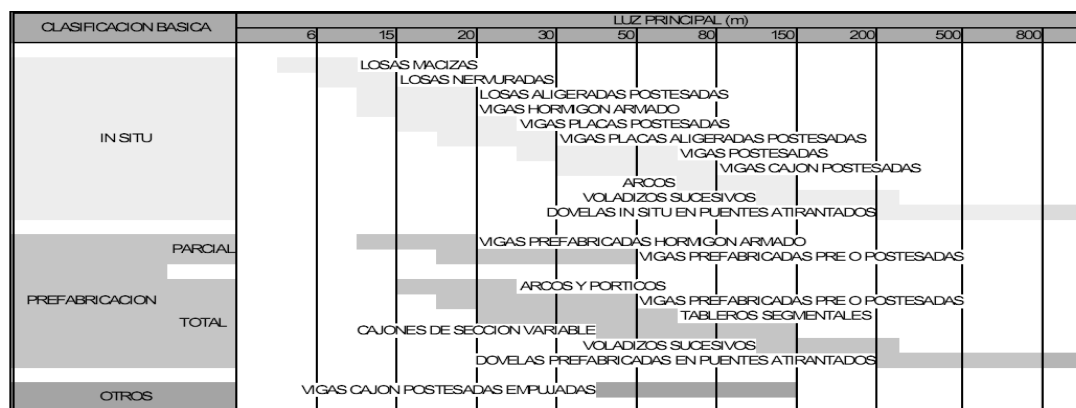 CLASIFICACION BASICA
LUZ PRINCIPAL (m)
6 15 20 30 50 80 150 200 500 800
IN SITU
LOSAS MACIZAS
LOSAS NERVURADAS
LOSAS ALIGERADAS POSTESADAS
VIGAS HORMIGON ARMADO
VIGAS PLACAS POSTESADAS
VIGAS PLACAS ALIGERADAS POSTESADAS
VIGAS POSTESADAS
VIGAS CAJON POSTESADAS
ARCOS
VOLADIZOS SUCESIVOS
DOVELAS IN SITU EN PUENTES ATIRANTADOS
PREFABRICACION
PARCIAL
VIGAS PREFABRICADAS HORMIGON ARMADO
VIGAS PREFABRICADAS PRE O POSTESADAS
TOTAL
ARCOS Y PORTICOS
VIGAS PREFABRICADAS PRE O POSTESADAS
TABLEROS SEGMENTALES
CAJONES DE SECCION VARIABLE
VOLADIZOS SUCESIVOS
DOVELAS PREFABRICADAS EN PUENTES ATIRANTADOS
OTROS
VIGAS CAJON POSTESADAS EMPUJADAS